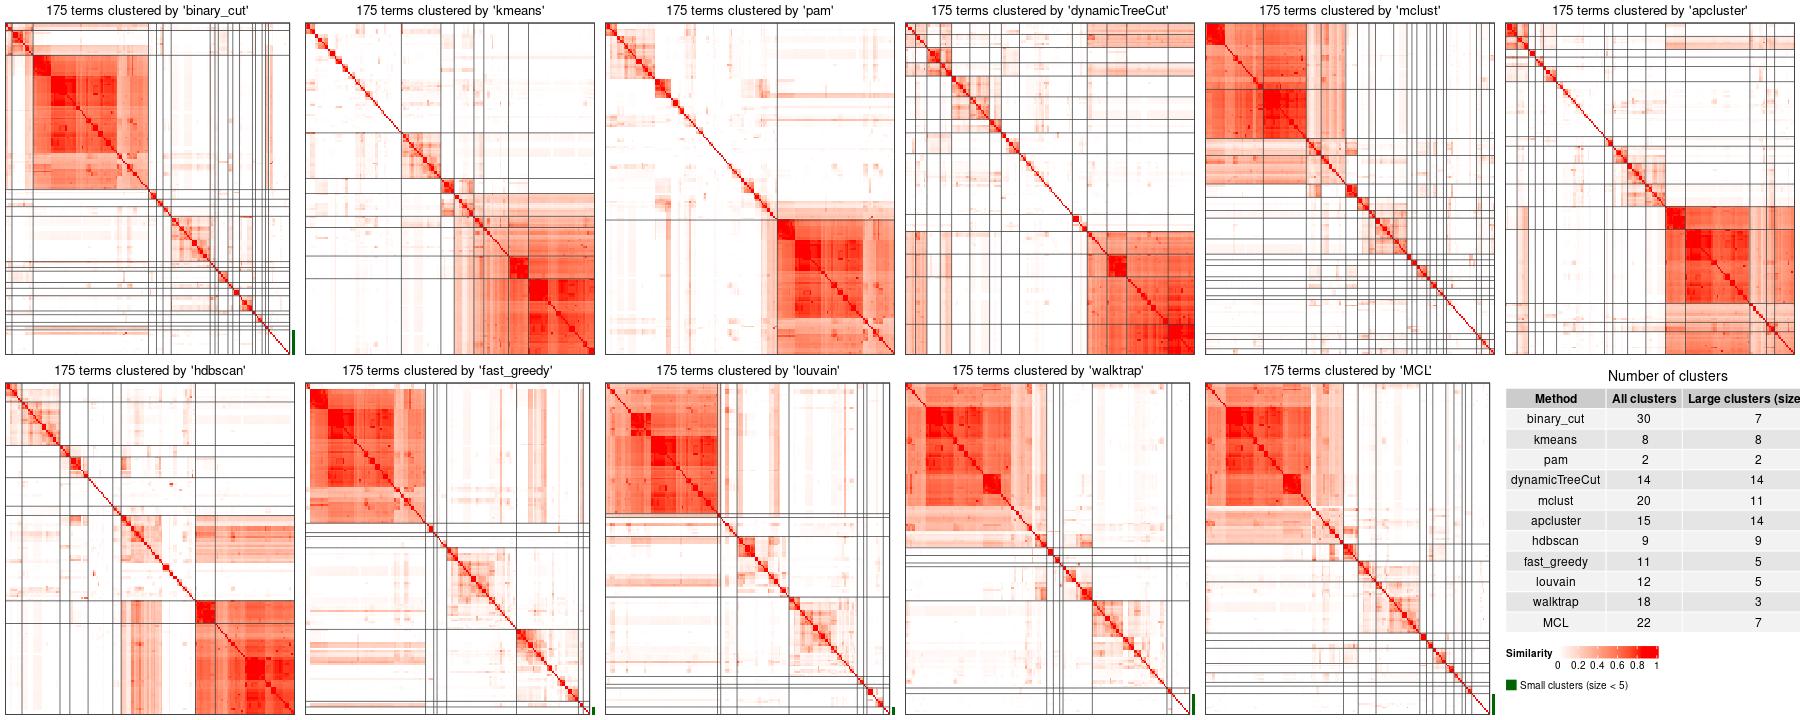 175 terms clustered by 'binary_cut'
175 terms clustered by 'kmeans'
175 terms clustered by 'pam'
175 terms clustered by 'dynamicTreeCut'
175 terms clustered by 'mclust'
175 terms clustered by 'apcluster'
175 terms clustered by 'hdbscan'
175 terms clustered by 'fast_greedy'
175 terms clustered by 'louvain'
175 terms clustered by 'walktrap'
175 terms clustered by 'MCL'
Number of clusters
Method All clusters Large clusters (size
binary_cut 30 7
kmeans 8 8
pam 2 2
dynamicTreeCut 14 14
mclust 20 11
apcluster 15 14
hdbscan 9 9
fast_greedy 11 5
louvain 12 5
walktrap 18 3
MCL 22 7
Similarity
0 0.2 0.4 0.6 0.8 1
Small clusters (size < 5)